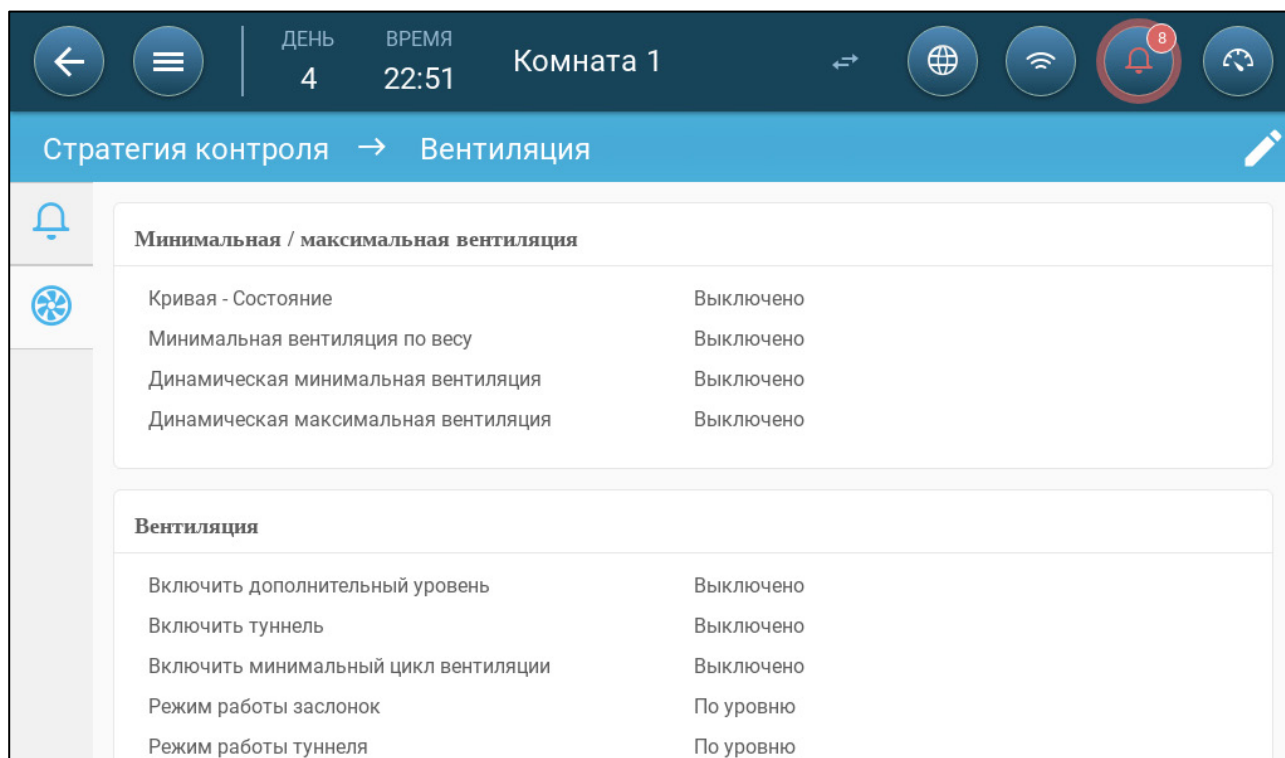 ДЕНЬ ВРЕМЯ
4 22:51 Комната 1 8
Стратегия контроля → Вентиляция
Минимальная / максимальная вентиляция
Кривая - Состояние Выключено
Минимальная вентиляция по весу Выключено
Динамическая минимальная вентиляция Выключено
Динамическая максимальная вентиляция Выключено
Вентиляция
Включить дополнительный уровень Выключено
Включить туннель Выключено
Включить минимальный цикл вентиляции Выключено
Режим работы заслонок По уровню
Режим работы туннеля По уровню